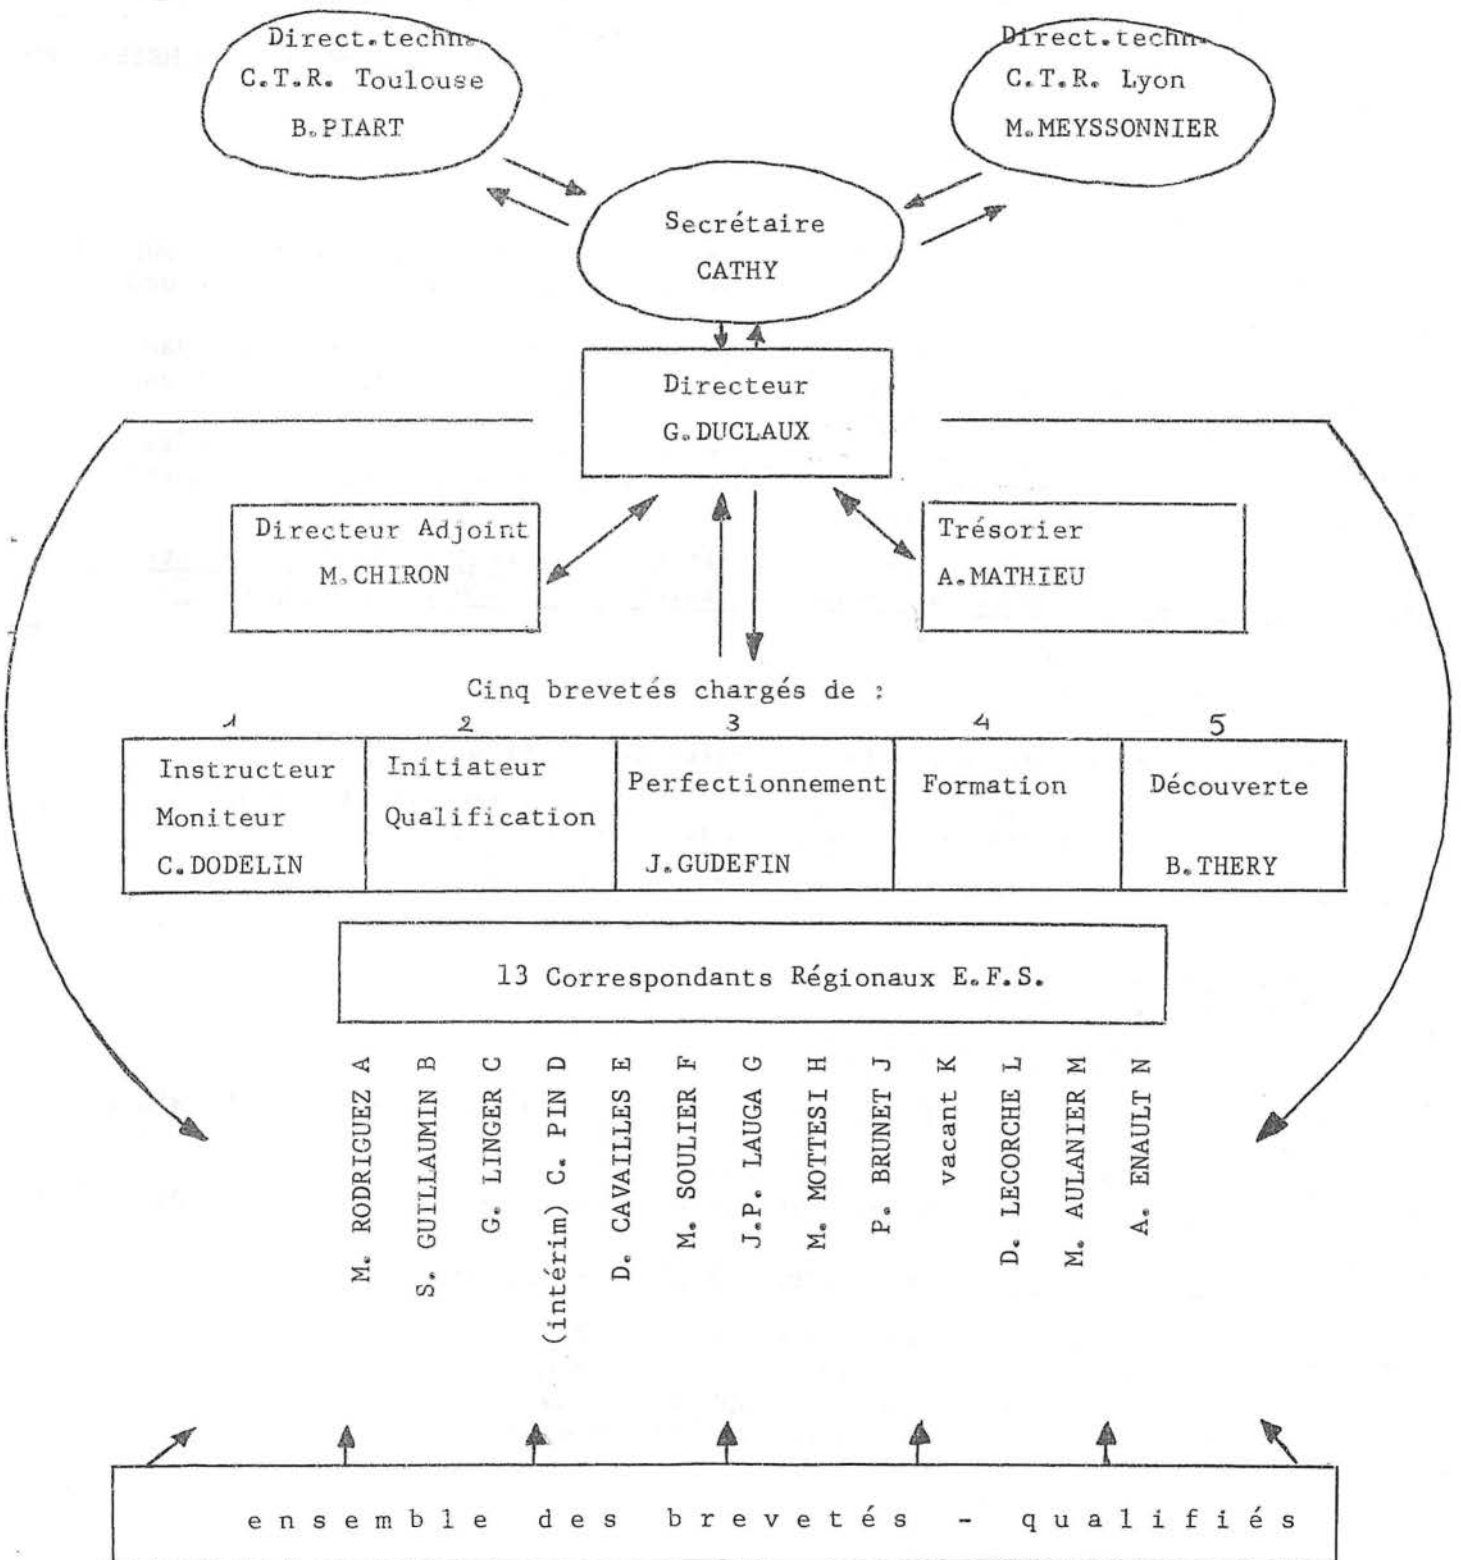 Direct.techn.
C.T.R. Toulouse
B.PIART
Direct.techn.
C.T.R. Lyon
M.MEYSSONNIER
Secrétaire
CATHY
Directeur
G.DUCLAUX
Directeur Adjoint
M.CHIRON
Trésorier
A.MATHIEU
Cinq brevetés chargés de :
1 2 3 4 5
Instructeur
Moniteur
C.DODELIN
Initiateur
Qualification
Perfectionnement
J.GUDEFIN
Formation
Découverte
B.THERY
13 Correspondants Régionaux E.F.S.
M. RODRIGUEZ A
S. GUILLAUMIN B
G. LINGER C
(intérim) C. PIN D
D. CAVAILLES E
M. SOULIER F
J.P. LAUGA G
M. MOTTESI H
P. BRUNET J
vacant K
D. LECORCHE L
M. AULANIER M
A. ENAULT N
ensemble des brevetés - qualifiés